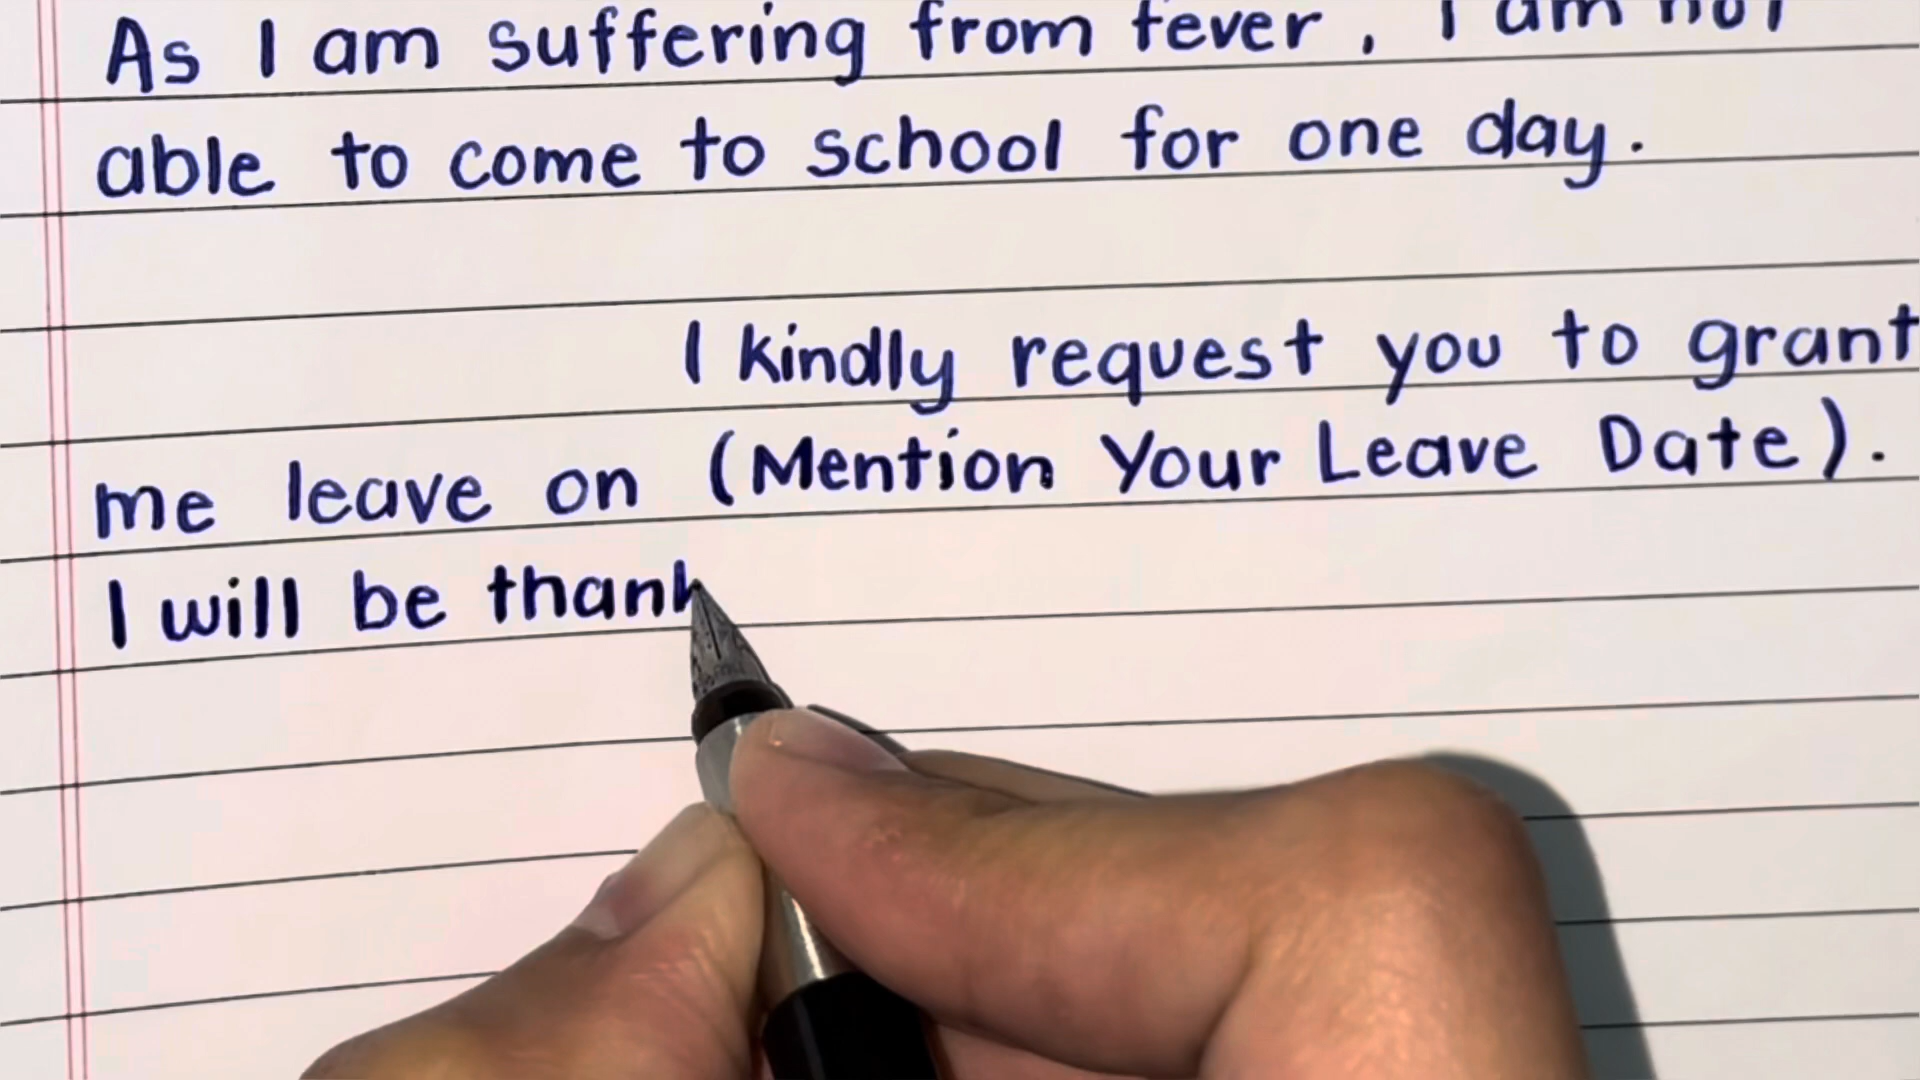 As I am suffering from fever, I am not
able to come to school for one day.
I kindly request you to grant
me leave on (Mention Your Leave Date).
I will be thank